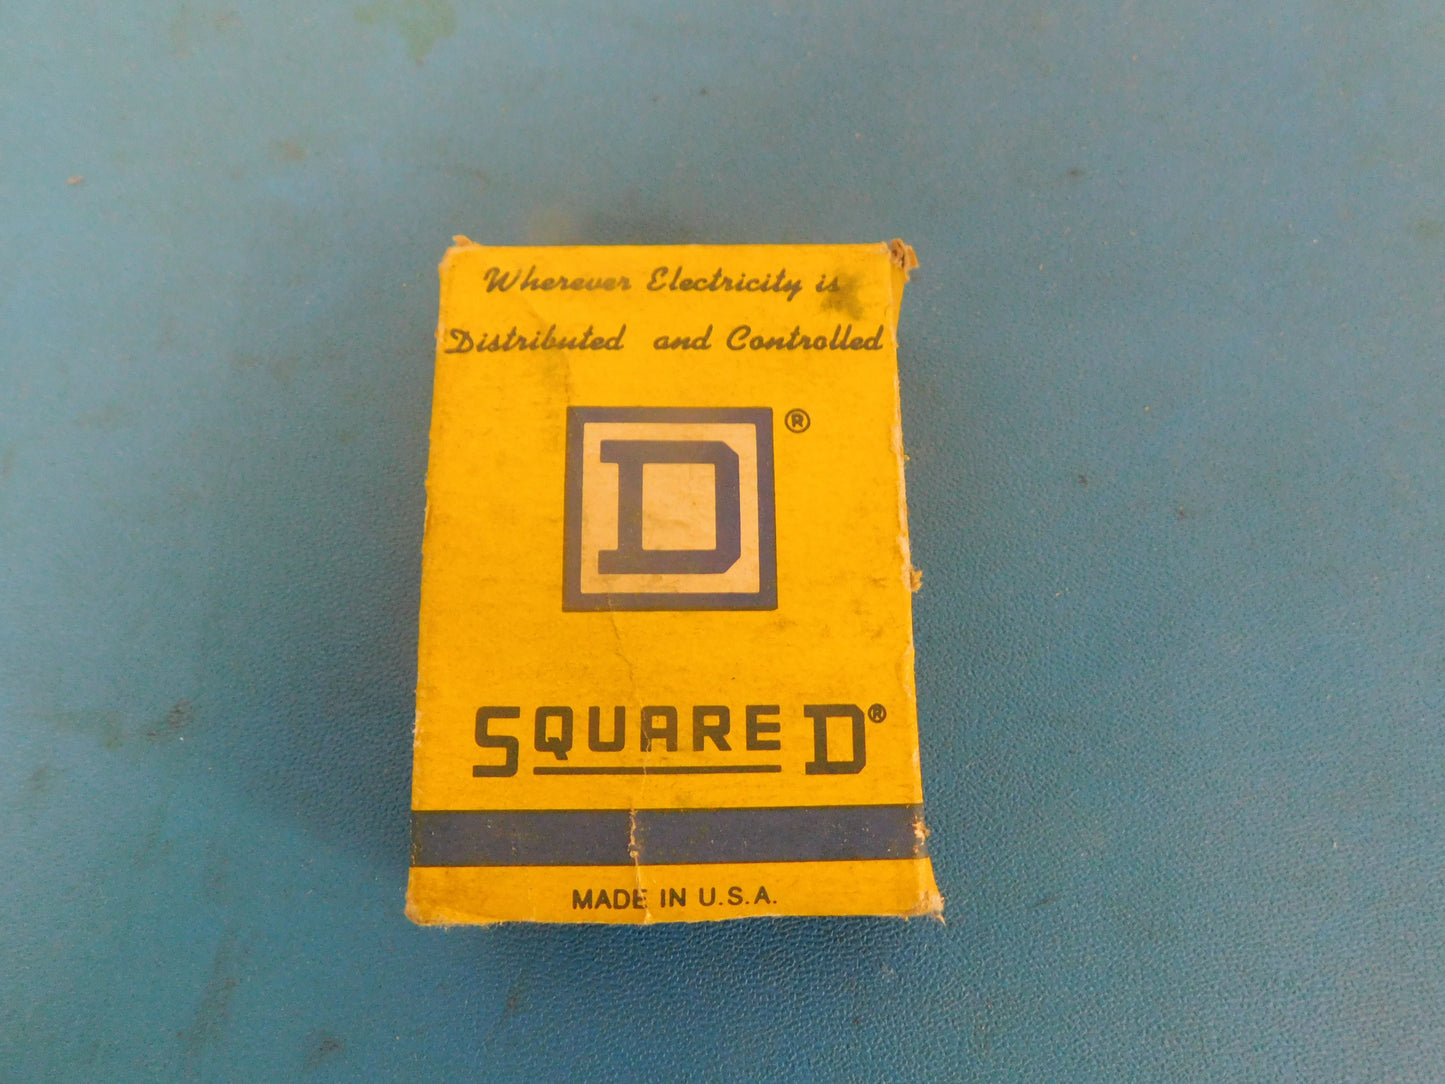 Wherever Electricity is
Distributed and Controlled
D®
SQUARE D®
MADE IN U.S.A.